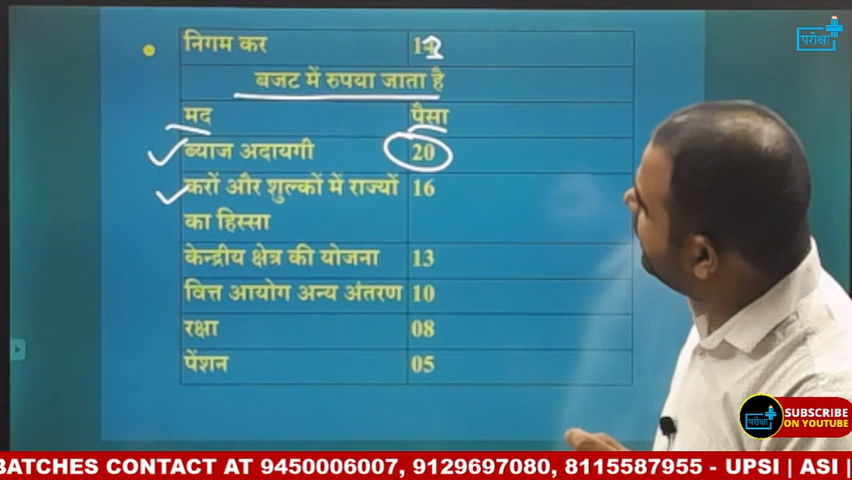 परीक्षा
निगम कर
बजट में रुपया जाता है
मद पैसा
ब्याज अदायगी 20
करों और शुल्कों में राज्यों 16
का हिस्सा
केन्द्रीय क्षेत्र की योजना 13
वित्त आयोग अन्य अंतरण 10
रक्षा 08
पेंशन 05
परीक्षा
SUBSCRIBE
ON YOUTUBE
BATCHES CONTACT AT 9450006007, 9129697080, 8115587955 - UPSI | ASI |